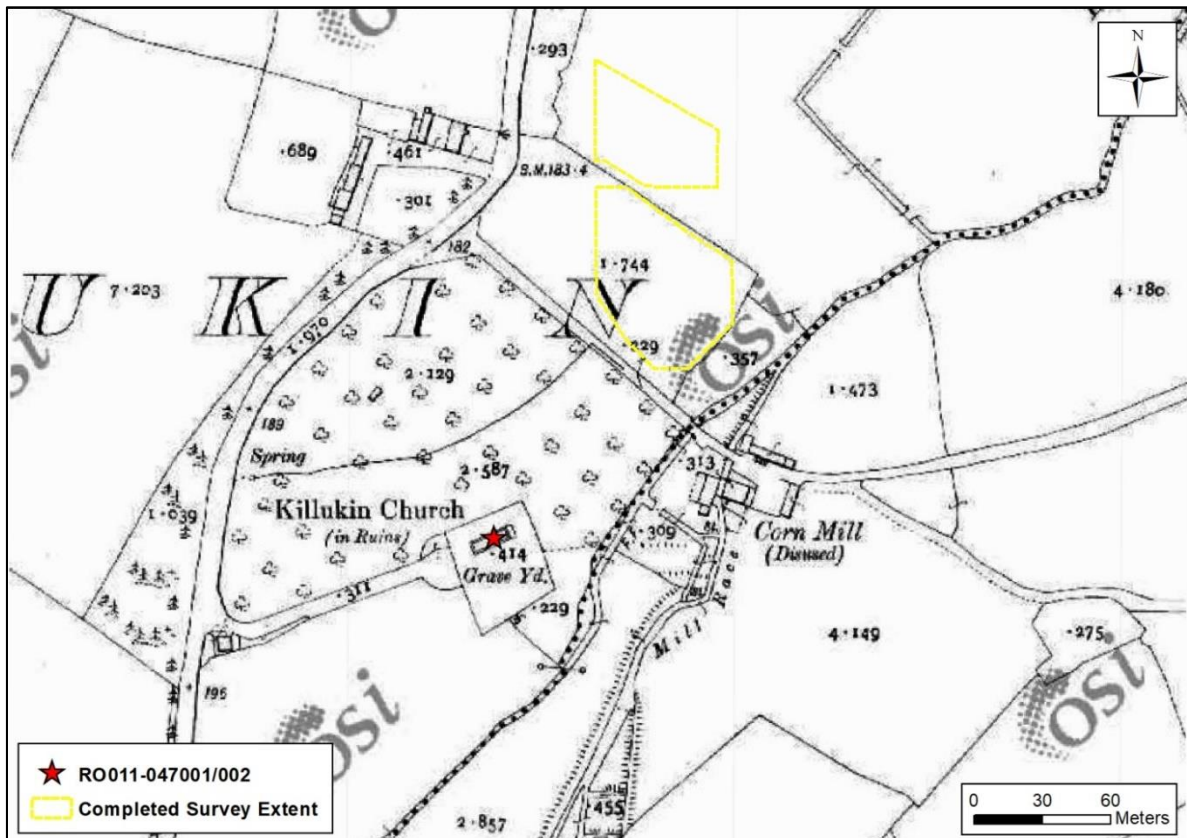 osi
·293
N
·689
·461
B.M.183·4
·301
182
U K I N
7·203
1·744
4·180
osi
1·970
osi
·229
·357
2·129
1·473
189
Spring
2·587
·313
Killukin Church
(in Ruins)
1·039
·309
Corn Mill
(Disused)
·414
Grave Yd.
·311
·229
Mill Race
4·149
·275
195
osi
osi
RO011-047001/002
Completed Survey Extent
·455
2·857
0 30 60
Meters